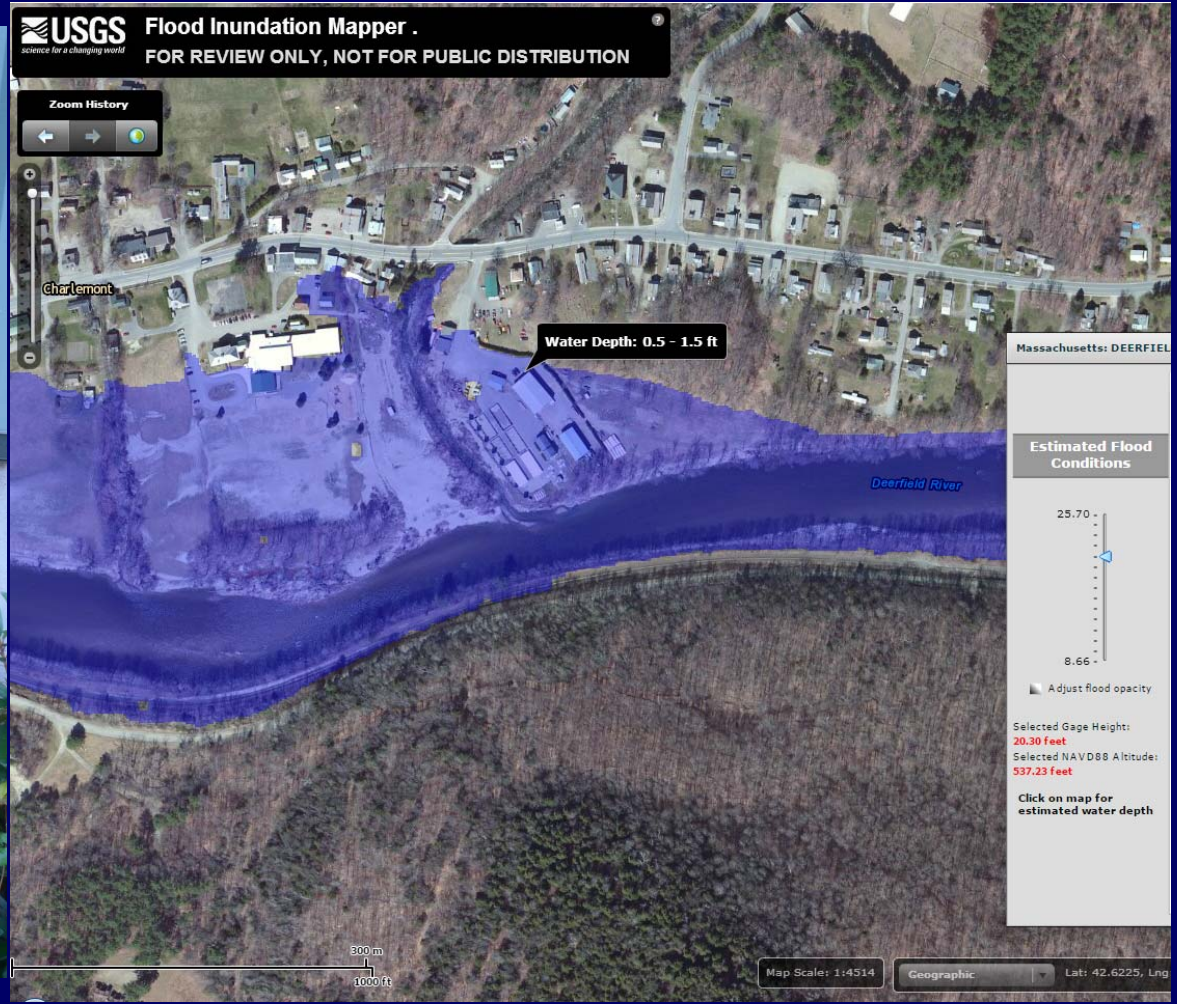 USGS
science for a changing world
Flood Inundation Mapper .
FOR REVIEW ONLY, NOT FOR PUBLIC DISTRIBUTION
?
Zoom History
Charlemont
Water Depth: 0.5 - 1.5 ft
Deerfield River
Massachusetts: DEERFIEL
Estimated Flood
Conditions
25.70
8.66
Adjust flood opacity
Selected Gage Height:
20.30 feet
Selected NAVD88 Altitude:
537.23 feet
Click on map for
estimated water depth
300 m
1000 ft
Map Scale: 1:4514
Geographic
Lat: 42.6225, Lng